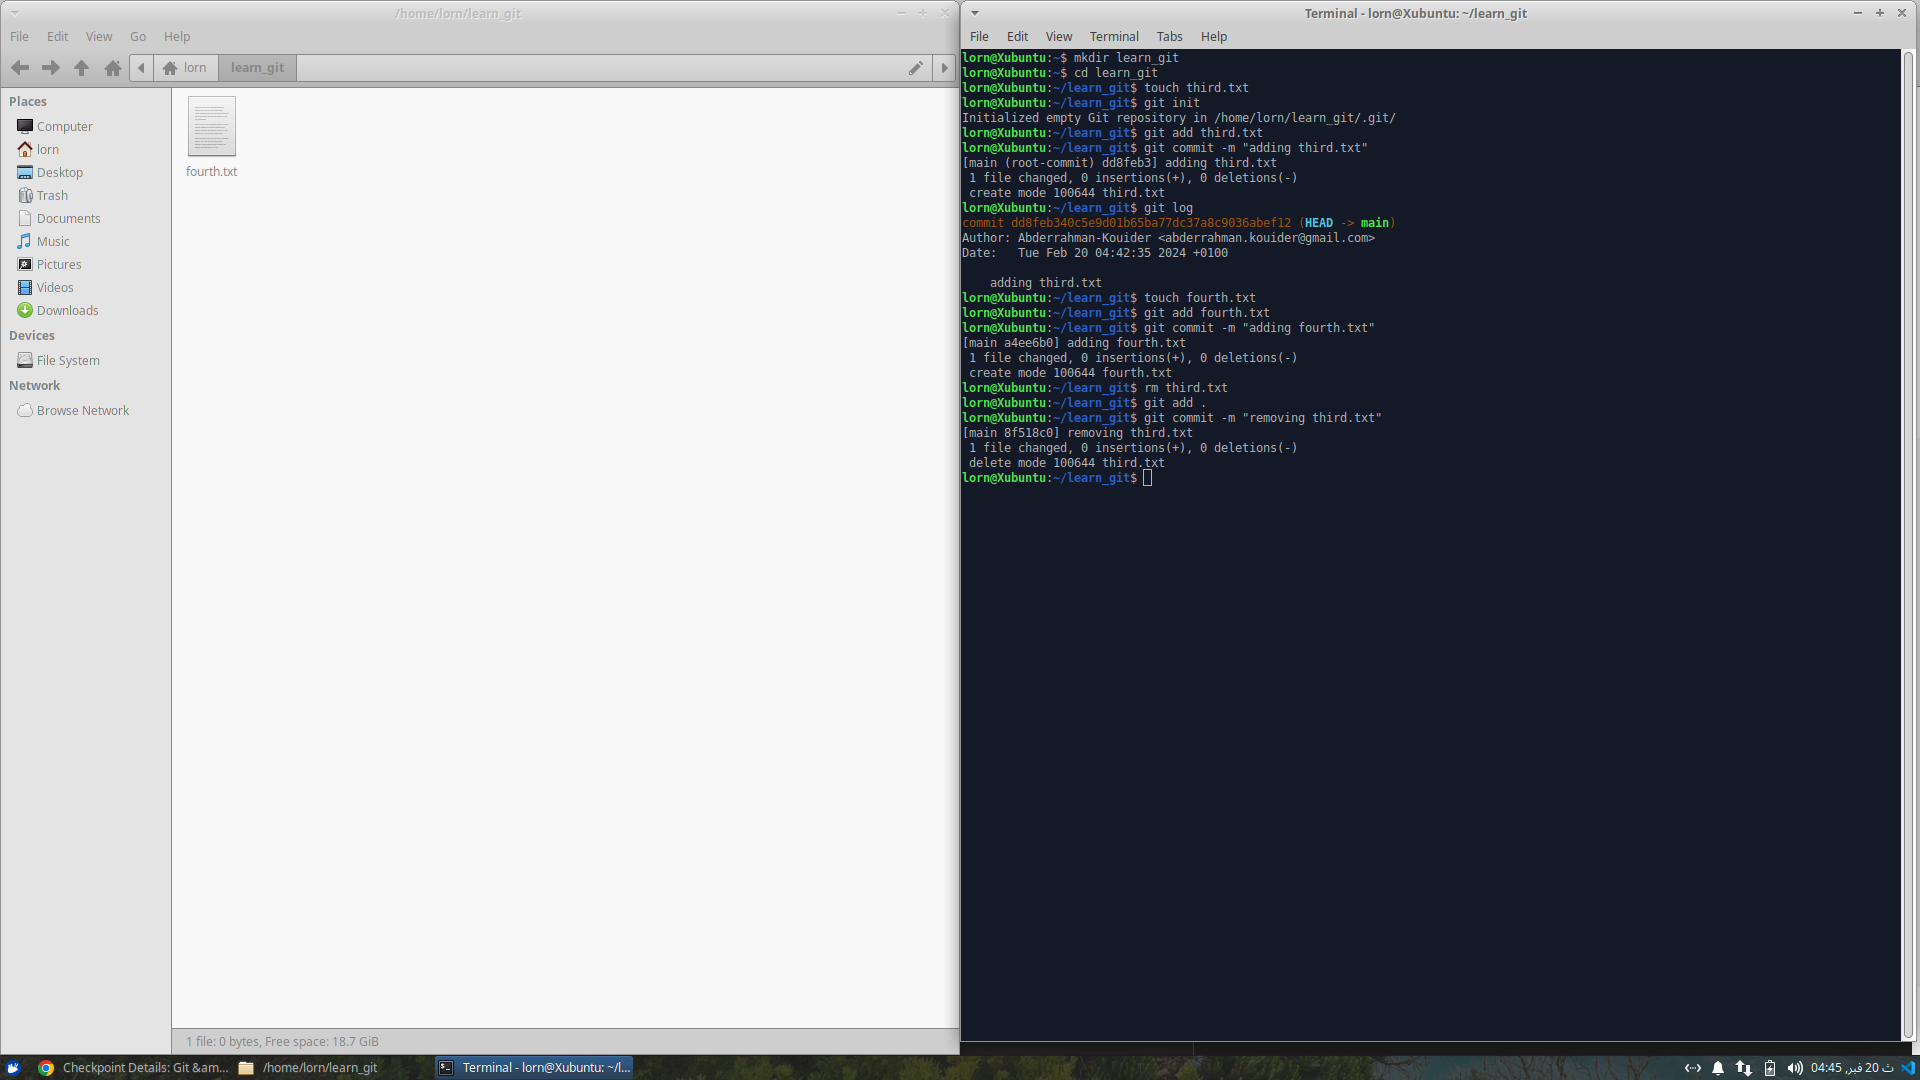 /home/lorn/learn_git
File Edit View Go Help
lorn learn_git
Places
Computer
lorn
Desktop
Trash
Documents
Music
Pictures
Videos
Downloads
Devices
File System
Network
Browse Network
fourth.txt
1 file: 0 bytes, Free space: 18.7 GiB
Terminal - lorn@Xubuntu: ~/learn_git
File Edit View Terminal Tabs Help
lorn@Xubuntu:~$ mkdir learn_git
lorn@Xubuntu:~$ cd learn_git
lorn@Xubuntu:~/learn_git$ touch third.txt
lorn@Xubuntu:~/learn_git$ git init
Initialized empty Git repository in /home/lorn/learn_git/.git/
lorn@Xubuntu:~/learn_git$ git add third.txt
lorn@Xubuntu:~/learn_git$ git commit -m "adding third.txt"
[main (root-commit) dd8feb3] adding third.txt
 1 file changed, 0 insertions(+), 0 deletions(-)
 create mode 100644 third.txt
lorn@Xubuntu:~/learn_git$ git log
commit dd8feb340c5e9d01b65ba77dc37a8c9036abef12 (HEAD -> main)
Author: Abderrahman-Kouider <abderrahman.kouider@gmail.com>
Date:   Tue Feb 20 04:42:35 2024 +0100
    adding third.txt
lorn@Xubuntu:~/learn_git$ touch fourth.txt
lorn@Xubuntu:~/learn_git$ git add fourth.txt
lorn@Xubuntu:~/learn_git$ git commit -m "adding fourth.txt"
[main a4ee6b0] adding fourth.txt
 1 file changed, 0 insertions(+), 0 deletions(-)
 create mode 100644 fourth.txt
lorn@Xubuntu:~/learn_git$ rm third.txt
lorn@Xubuntu:~/learn_git$ git add .
lorn@Xubuntu:~/learn_git$ git commit -m "removing third.txt"
[main 8f518c0] removing third.txt
 1 file changed, 0 insertions(+), 0 deletions(-)
 delete mode 100644 third.txt
lorn@Xubuntu:~/learn_git$
Checkpoint Details: Git &am... /home/lorn/learn_git Terminal - lorn@Xubuntu: ~/l... ث 20 فبر, 04:45